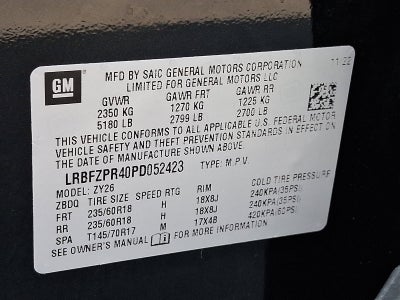 GM
MFD BY SAIC GENERAL MOTORS CORPORATION
LIMITED FOR GENERAL MOTORS LLC
11/22
GVWR GAWR FRT GAWR RR
2350 KG 1270 KG 1225 KG
5180 LB 2799 LB 2700 LB
THIS VEHICLE CONFORMS TO ALL APPLICABLE U.S. FEDERAL MOTOR
VEHICLE SAFETY AND THEFT PREVENTION STANDARDS IN EFFECT ON
THE DATE OF MANUFACTURE SHOWN ABOVE.
LRBFZPR40PD052423 TYPE: M.P.V.
MODEL: ZY26
ZBDQ TIRE SIZE SPEED RTG RIM COLD TIRE PRESSURE
FRT 235/60R18 H 18X8J 240KPA(35PSI)
RR 235/60R18 H 18X8J 240KPA(35PSI)
SPA T145/70R17 M 17X4B 420KPA(60PSI)
SEE OWNER'S MANUAL FOR MORE INFORMATION